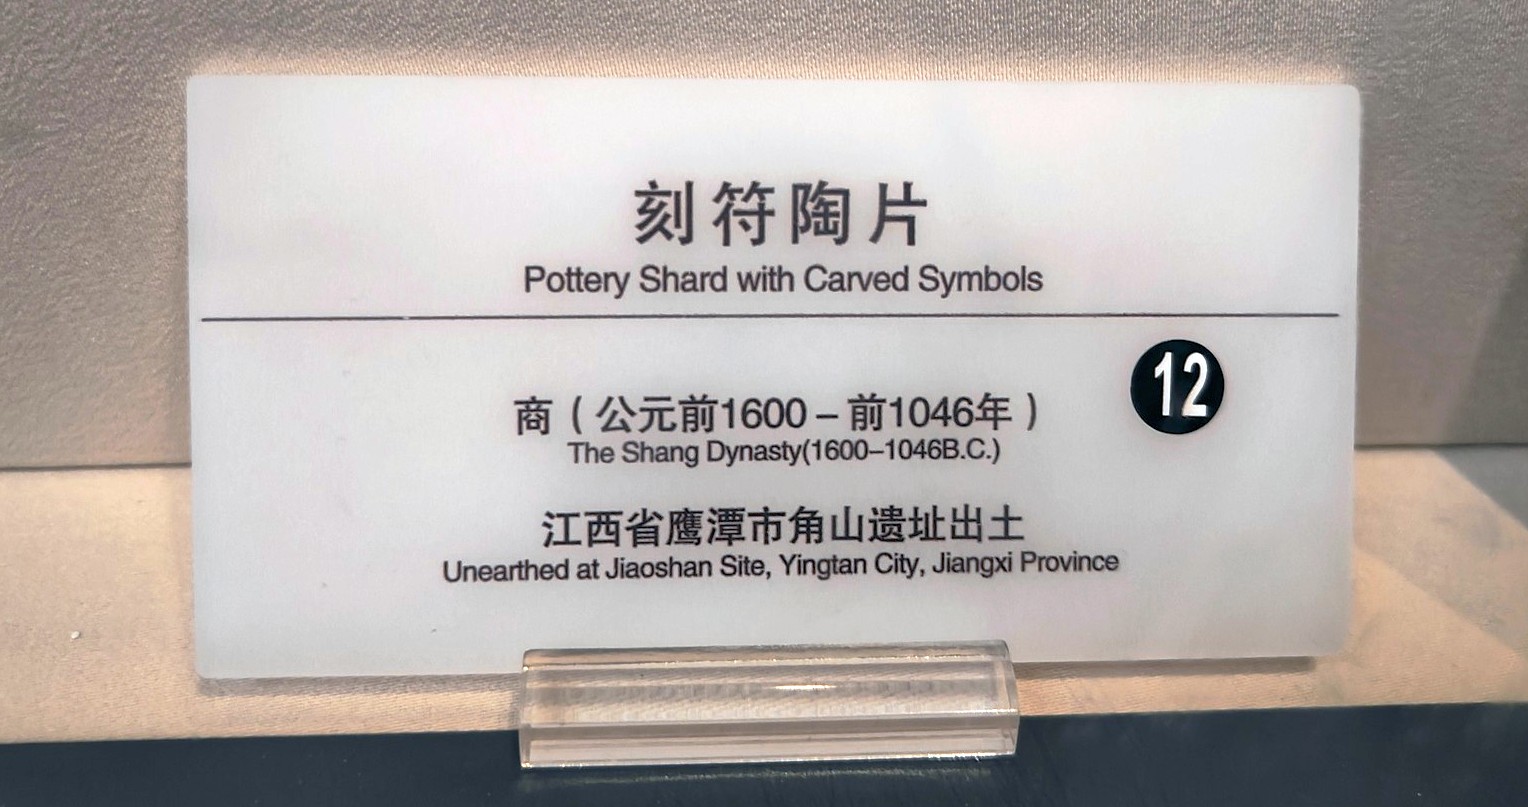 刻符陶片
Pottery Shard with Carved Symbols
12
商（公元前1600－前1046年）
The Shang Dynasty(1600–1046B.C.)
江西省鹰潭市角山遗址出土
Unearthed at Jiaoshan Site, Yingtan City, Jiangxi Province